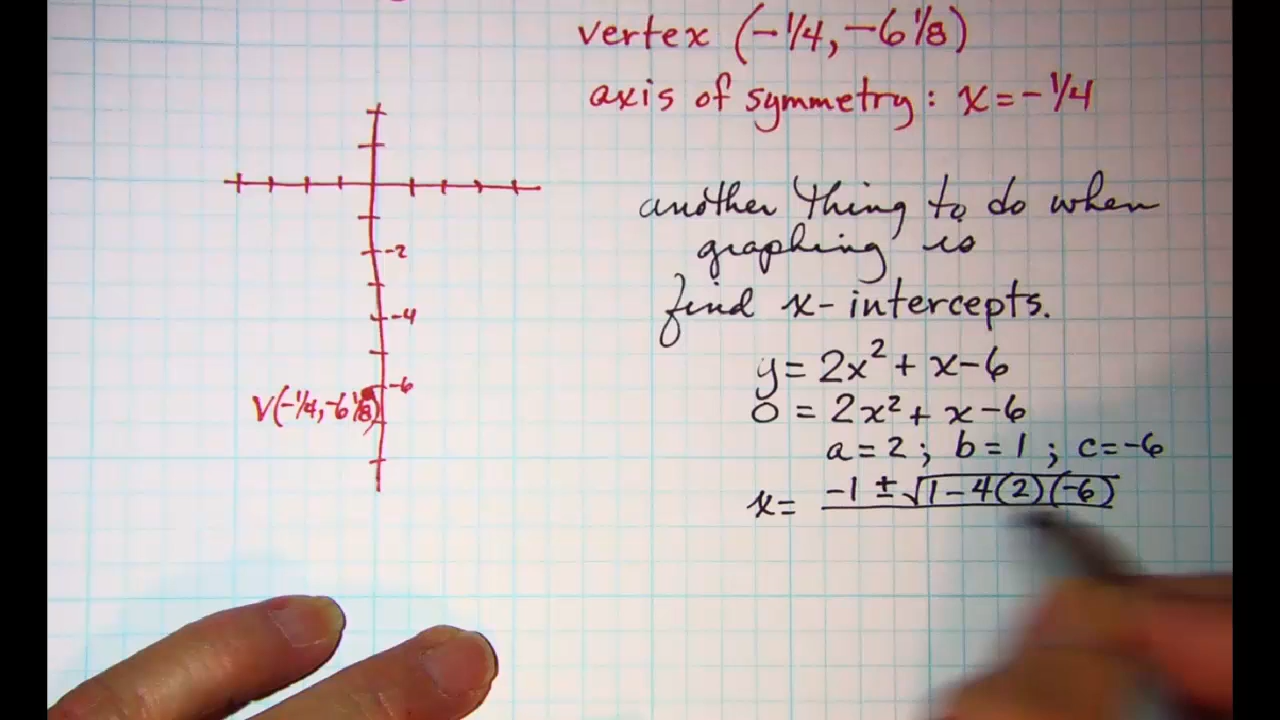 vertex (-1/4, -6 1/8)
axis of symmetry: x = -1/4
another thing to do when
graphing is
find x-intercepts.
y = 2x² + x - 6
0 = 2x² + x - 6
a = 2 ; b = 1 ; c = -6
x = -1 ± √1 - 4(2)(-6)
-2
-4
-6
V(-1/4, -6 1/8)